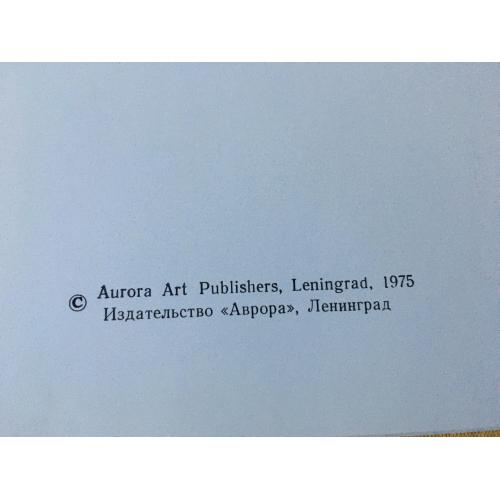 © Aurora Art Publishers, Leningrad, 1975
Издательство «Аврора», Ленинград